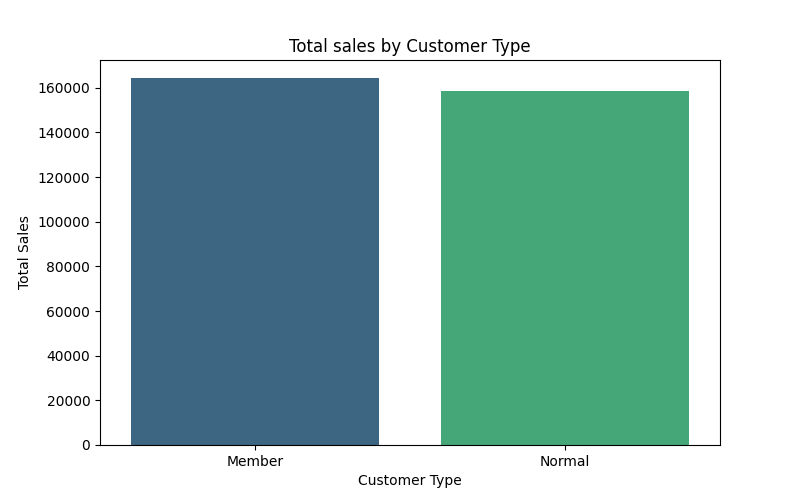 Total sales by Customer Type
160000
140000
120000
100000
80000
60000
40000
20000
0
Total Sales
Member
Normal
Customer Type